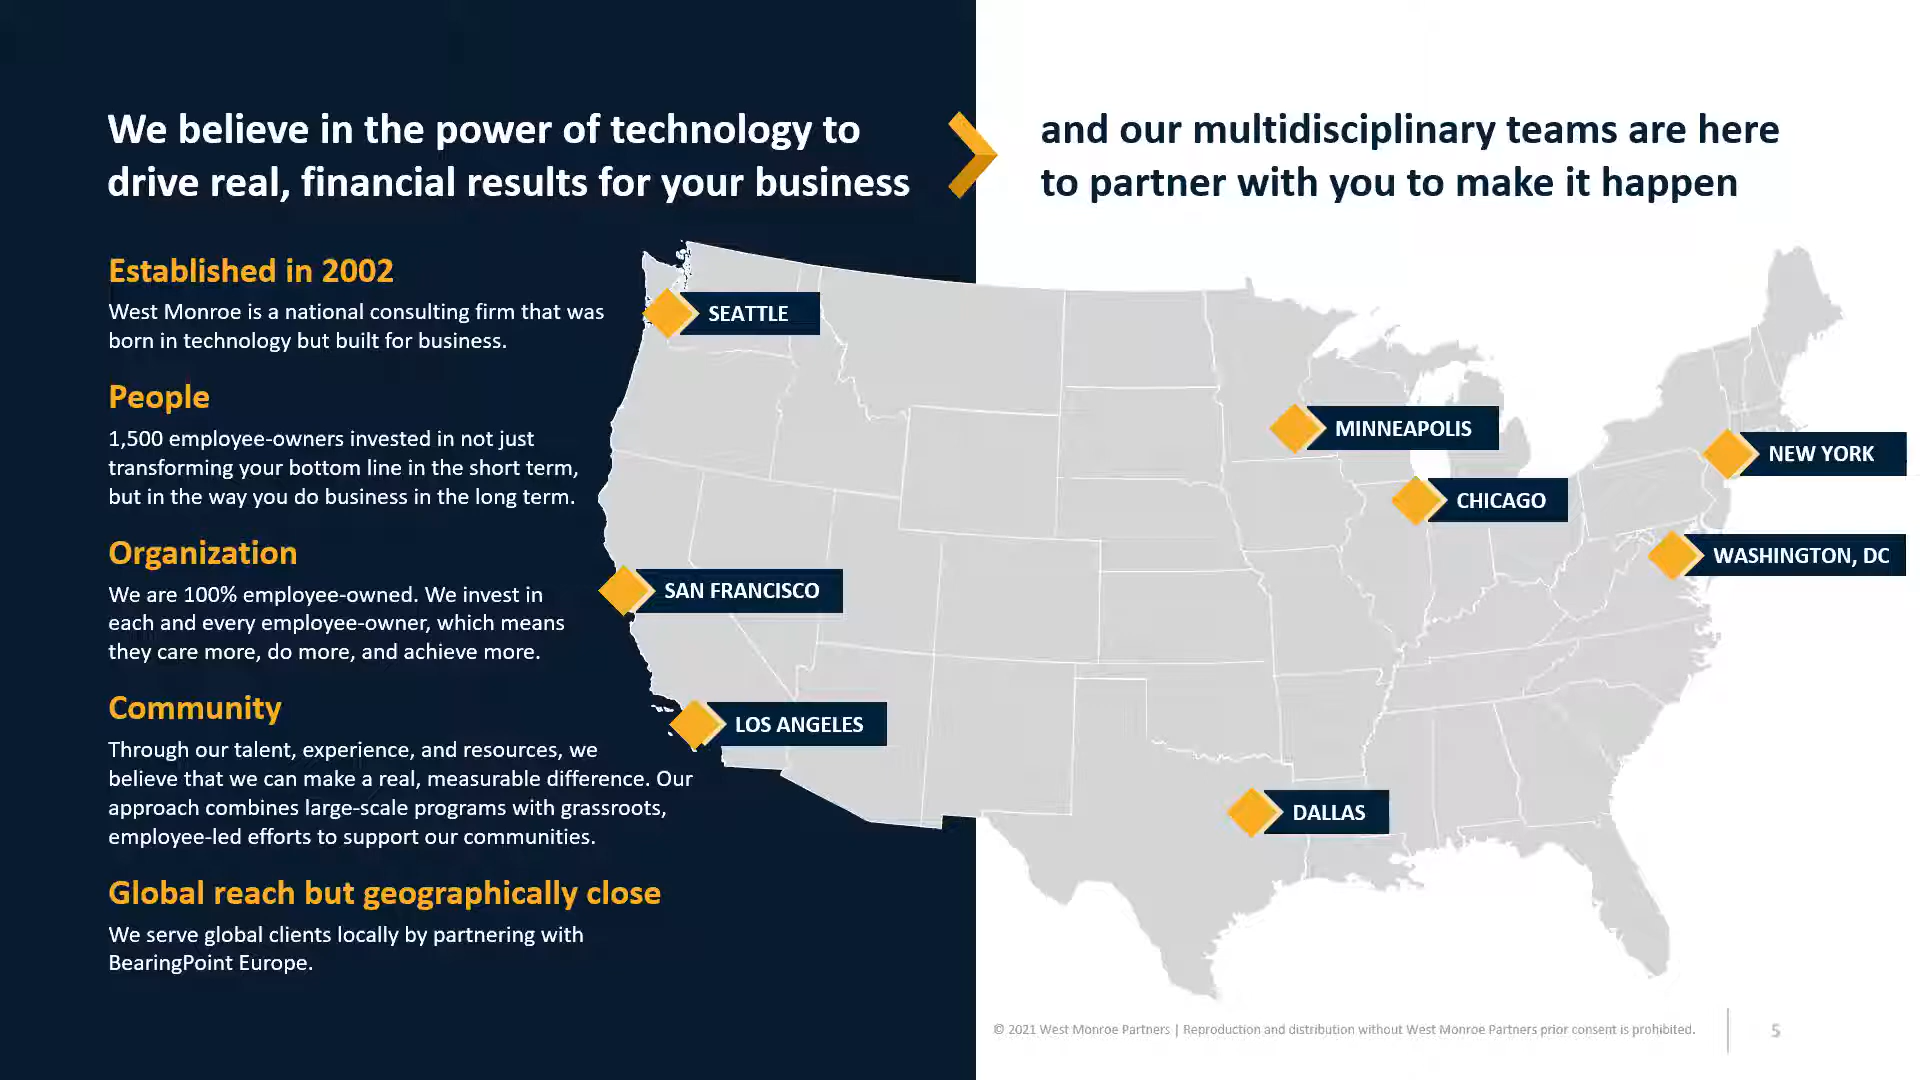 We believe in the power of technology to
drive real, financial results for your business
and our multidisciplinary teams are here
to partner with you to make it happen
Established in 2002
West Monroe is a national consulting firm that was
born in technology but built for business.
People
1,500 employee-owners invested in not just
transforming your bottom line in the short term,
but in the way you do business in the long term.
Organization
We are 100% employee-owned. We invest in
each and every employee-owner, which means
they care more, do more, and achieve more.
Community
Through our talent, experience, and resources, we
believe that we can make a real, measurable difference. Our
approach combines large-scale programs with grassroots,
employee-led efforts to support our communities.
Global reach but geographically close
We serve global clients locally by partnering with
BearingPoint Europe.
SEATTLE
MINNEAPOLIS
NEW YORK
CHICAGO
WASHINGTON, DC
SAN FRANCISCO
LOS ANGELES
DALLAS
© 2021 West Monroe Partners | Reproduction and distribution without West Monroe Partners prior consent is prohibited.
5